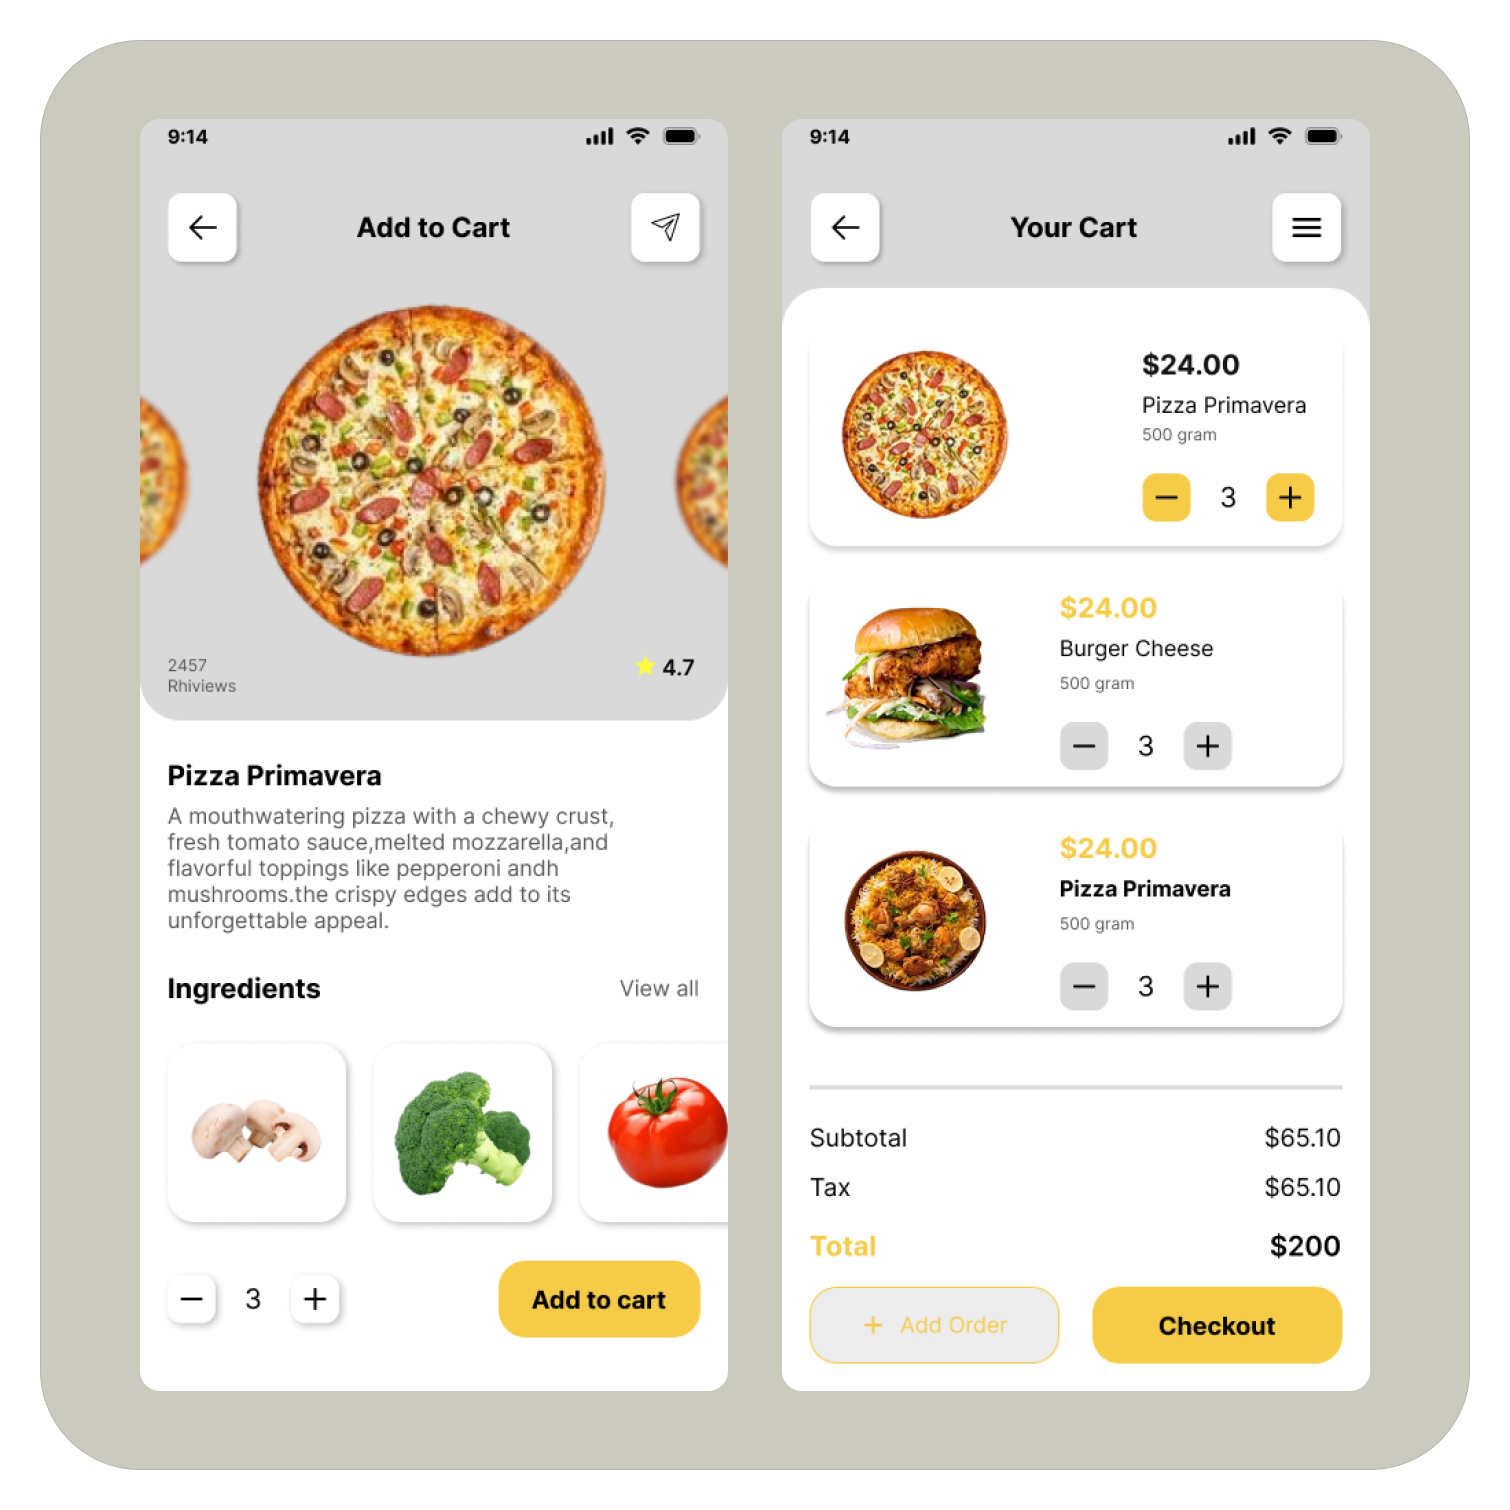 9:14
Add to Cart
2457
Rhiviews
4.7
Pizza Primavera
A mouthwatering pizza with a chewy crust,
fresh tomato sauce,melted mozzarella,and
flavorful toppings like pepperoni andh
mushrooms.the crispy edges add to its
unforgettable appeal.
Ingredients
View all
3
Add to cart
9:14
Your Cart
$24.00
Pizza Primavera
500 gram
3
$24.00
Burger Cheese
500 gram
3
$24.00
Pizza Primavera
500 gram
3
Subtotal $65.10
Tax $65.10
Total $200
+ Add Order
Checkout